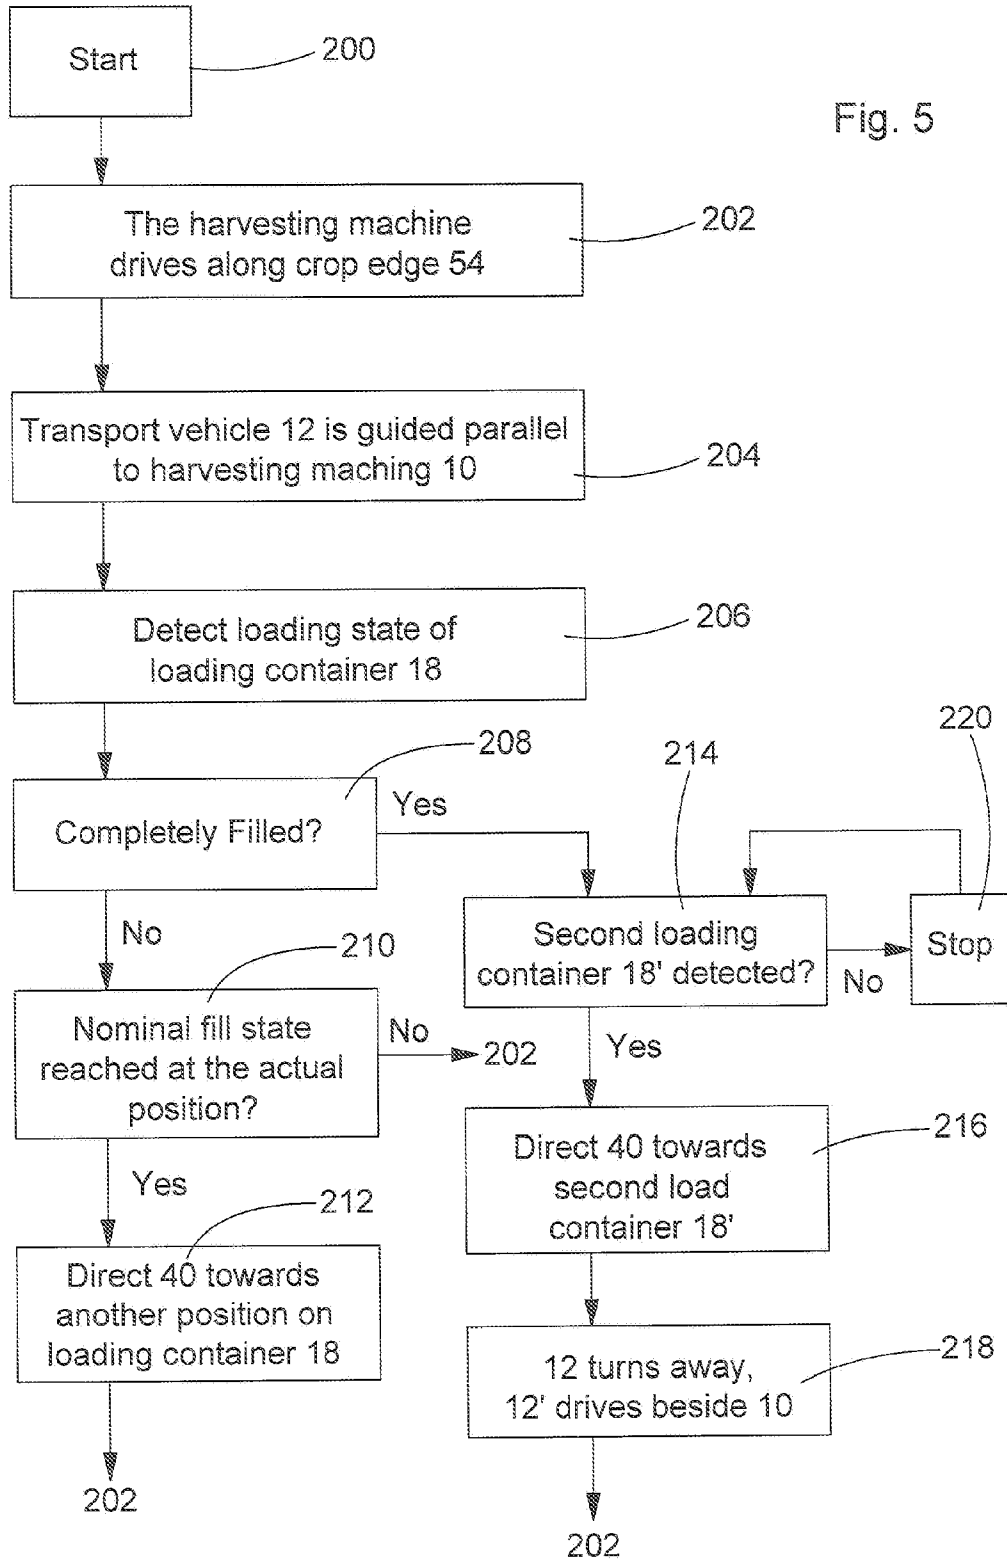 Start
200
Fig. 5
The harvesting machine
drives along crop edge 54
202
Transport vehicle 12 is guided parallel
to harvesting maching 10
204
Detect loading state of
loading container 18
206
208
Completely Filled?
Yes
No
214
220
Second loading
container 18' detected?
No
Stop
210
Nominal fill state
reached at the actual
position?
No
202
Yes
Yes
212
Direct 40 towards
another position on
loading container 18
202
Direct 40 towards
second load
container 18'
216
12 turns away,
12' drives beside 10
218
202